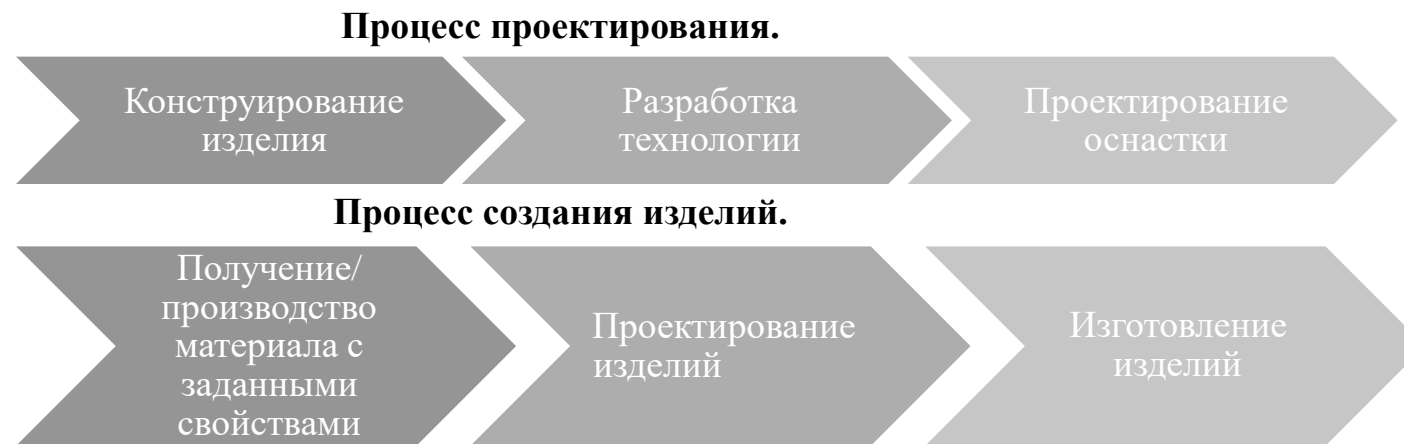 Процесс проектирования.
Конструирование
изделия
Разработка
технологии
Проектирование
оснастки
Процесс создания изделий.
Получение/
производство
материала с
заданными
свойствами
Проектирование
изделий
Изготовление
изделий